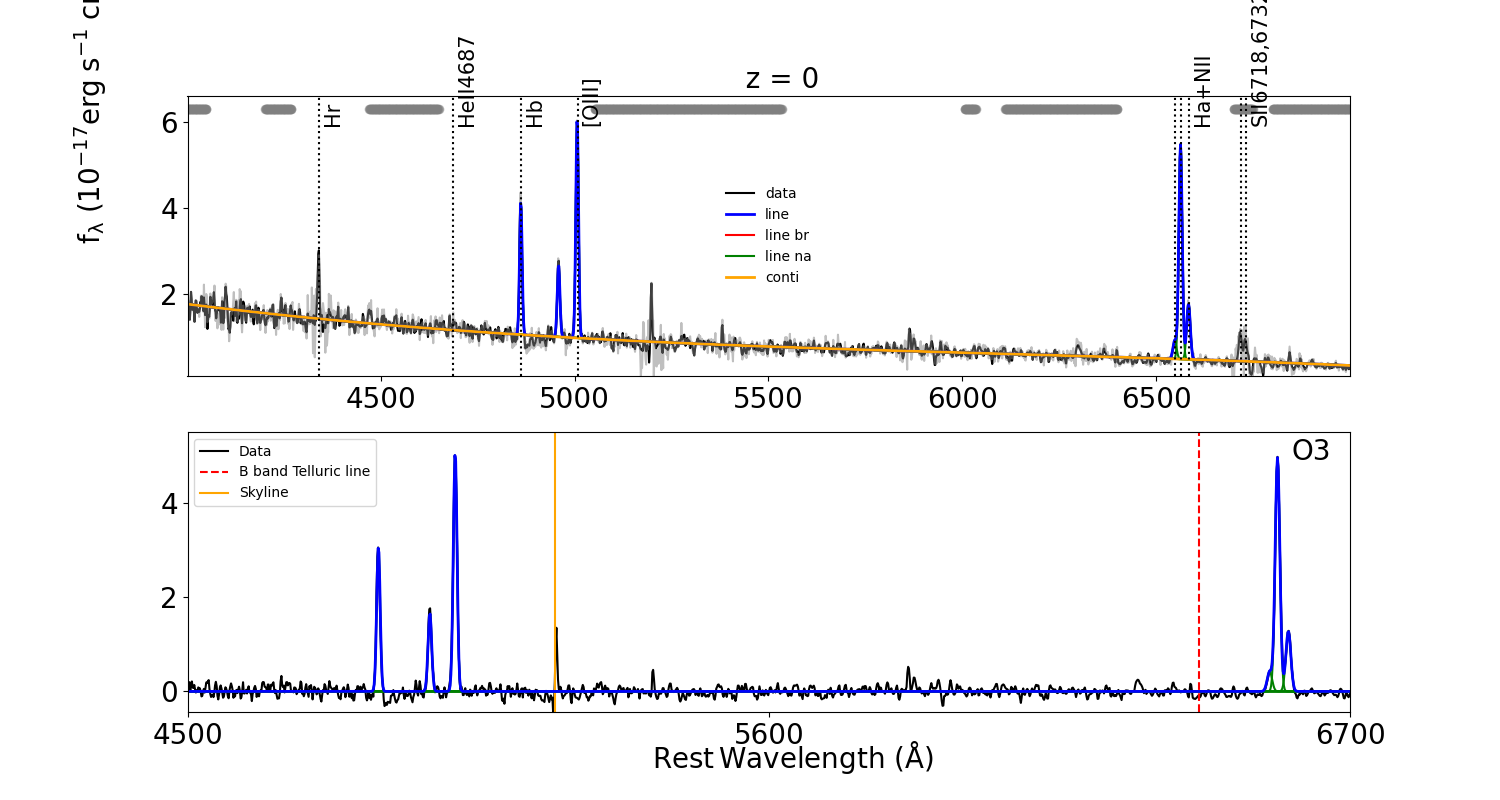 z = 0
f_λ (10^{−17}erg s^{−1}
Hr
HeII4687
Hb
[OIII]
Ha+NII
SII6718,6732
6
4
2
data
line
line br
line na
conti
4500 5000 5500 6000 6500
Data
B band Telluric line
Skyline
O3
4
2
0
4500 5600 6700
Rest Wavelength (Å)